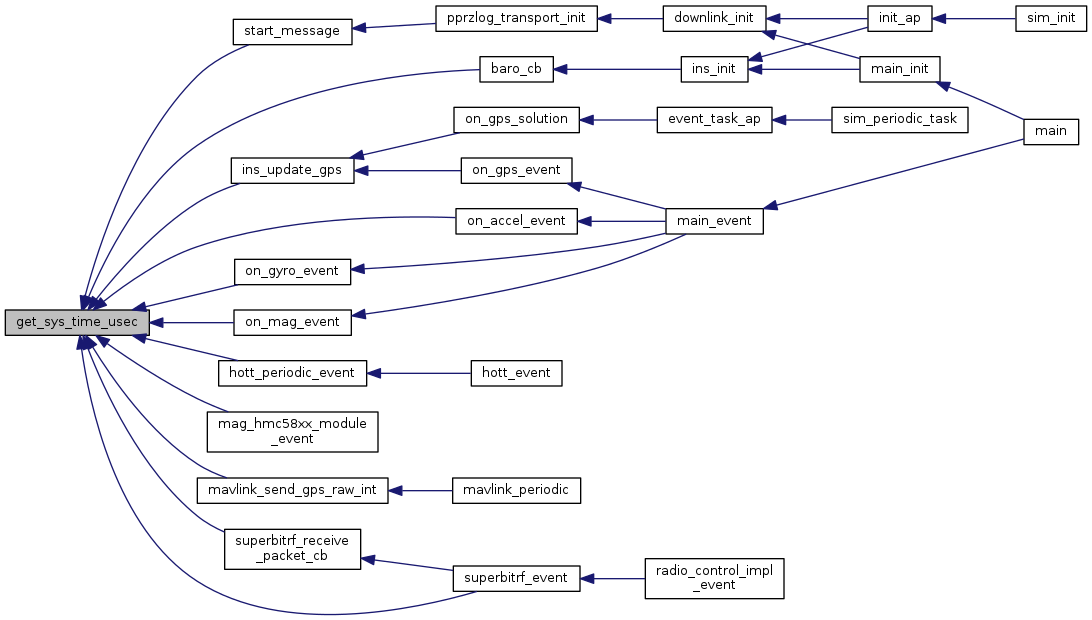 start_message
pprzlog_transport_init
downlink_init
init_ap
sim_init
baro_cb
ins_init
main_init
on_gps_solution
event_task_ap
sim_periodic_task
main
ins_update_gps
on_gps_event
on_accel_event
main_event
on_gyro_event
get_sys_time_usec
on_mag_event
hott_periodic_event
hott_event
mag_hmc58xx_module
_event
mavlink_send_gps_raw_int
mavlink_periodic
superbitrf_receive
_packet_cb
superbitrf_event
radio_control_impl
_event